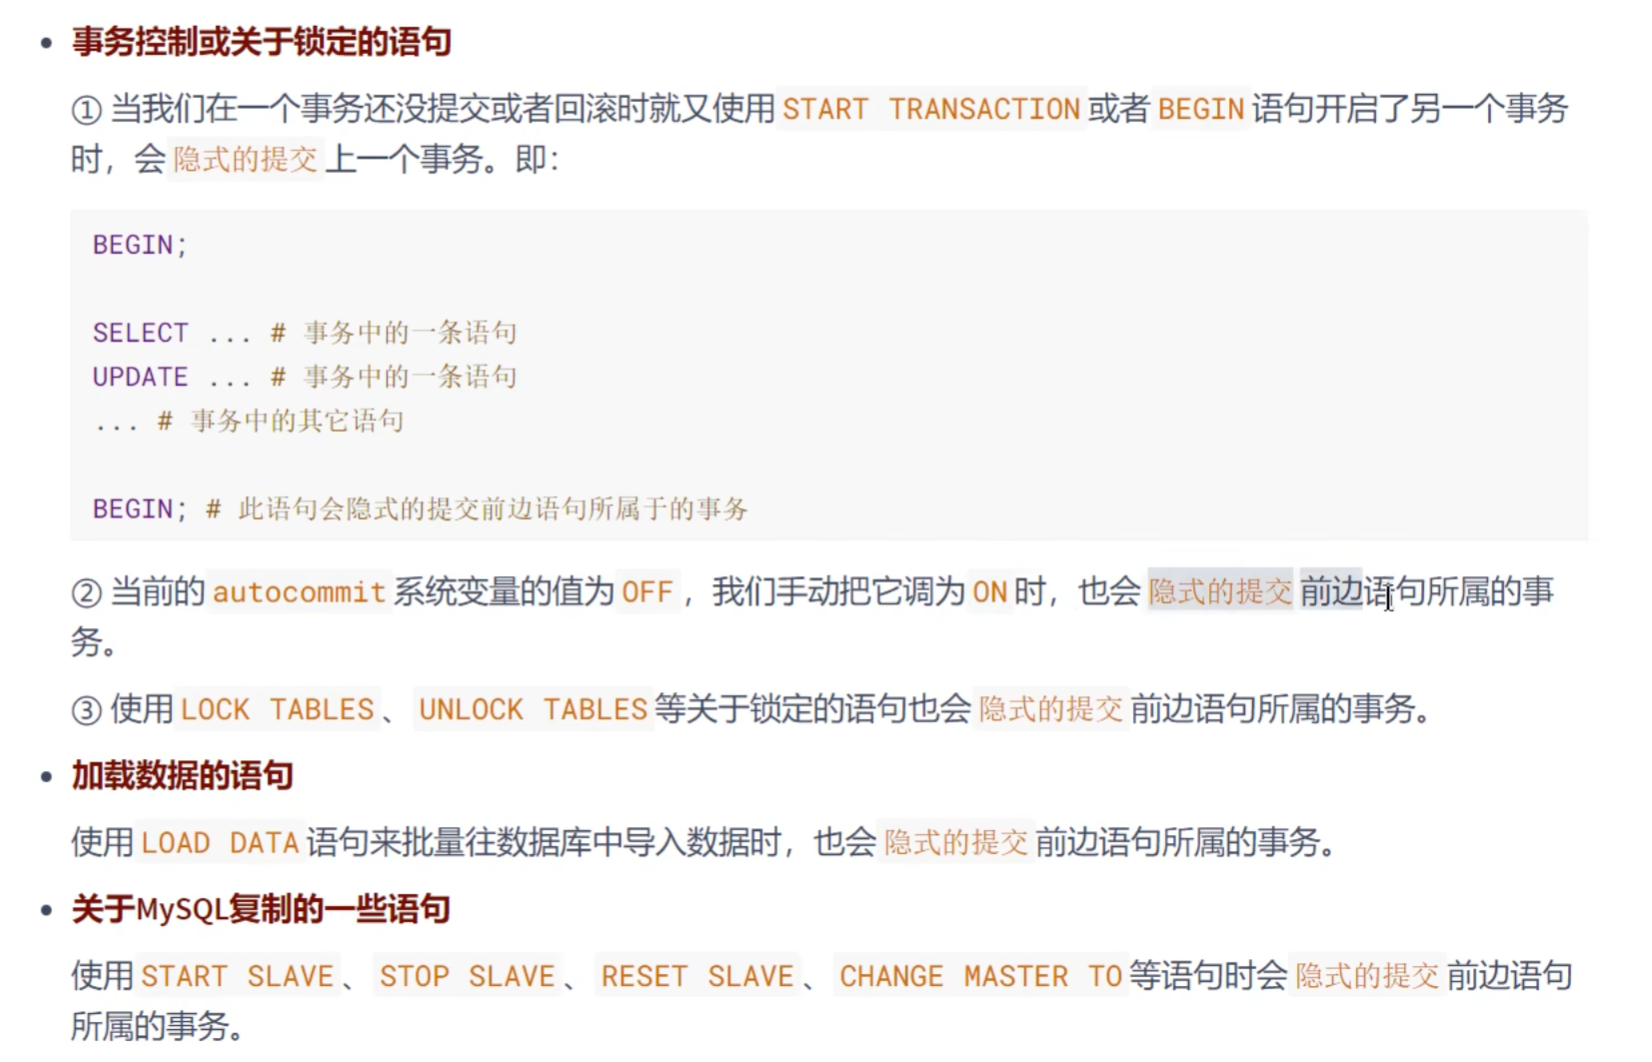 事务控制或关于锁定的语句
① 当我们在一个事务还没提交或者回滚时就又使用 START TRANSACTION 或者 BEGIN 语句开启了另一个事务
时，会 隐式的提交 上一个事务。即：
BEGIN;
SELECT ... # 事务中的一条语句
UPDATE ... # 事务中的一条语句
... # 事务中的其它语句
BEGIN; # 此语句会隐式的提交前边语句所属于的事务
② 当前的 autocommit 系统变量的值为 OFF ，我们手动把它调为 ON 时，也会 隐式的提交 前边语句所属的事
务。
③ 使用 LOCK TABLES 、 UNLOCK TABLES 等关于锁定的语句也会 隐式的提交 前边语句所属的事务。
加载数据的语句
使用 LOAD DATA 语句来批量往数据库中导入数据时，也会 隐式的提交 前边语句所属的事务。
关于MySQL复制的一些语句
使用 START SLAVE 、 STOP SLAVE 、 RESET SLAVE 、 CHANGE MASTER TO 等语句时会 隐式的提交 前边语句
所属的事务。